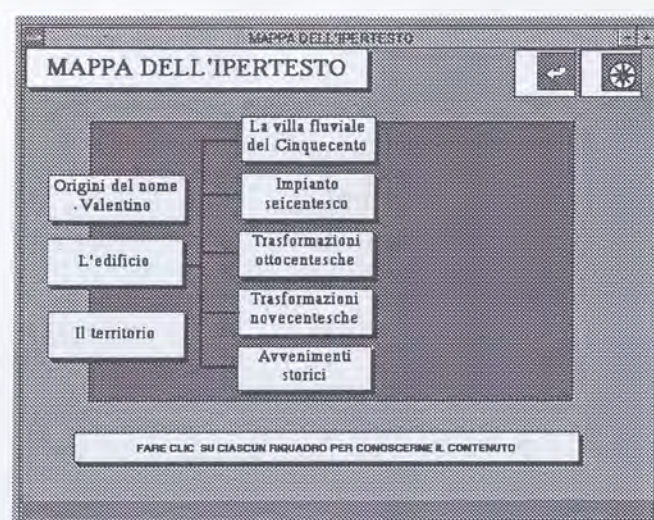 MAPPA DELL'IPERTESTO
MAPPA DELL'IPERTESTO
Origini del nome
Valentino
L'edificio
Il territorio
La villa fluviale
del Cinquecento
Impianto
seicentesco
Trasformazioni
ottocentesche
Trasformazioni
novecentesche
Avvenimenti
storici
FARE CLIC SU CIASCUN RIQUADRO PER CONOSCERNE IL CONTENUTO